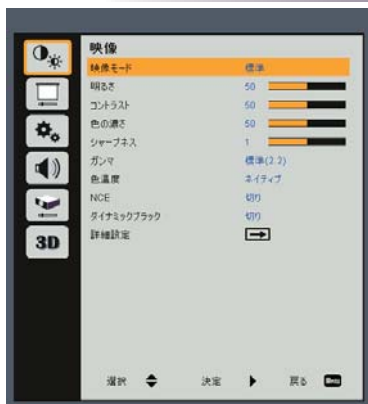 映像
映像モード 標準
明るさ 50
コントラスト 50
色の濃さ 50
シャープネス 1
ガンマ 標準(2.2)
色温度 ネイティブ
NCE 切り
ダイナミックブラック 切り
詳細設定
3D
選択 決定 戻る Menu